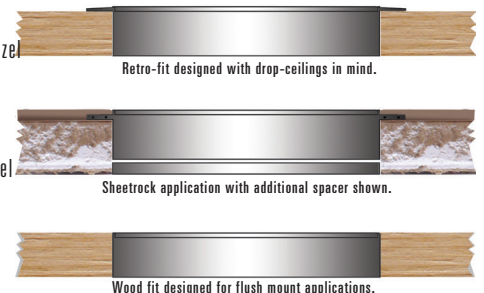 zel
Retro-fit designed with drop-ceilings in mind.
el
Sheetrock application with additional spacer shown.
Wood fit designed for flush mount applications.